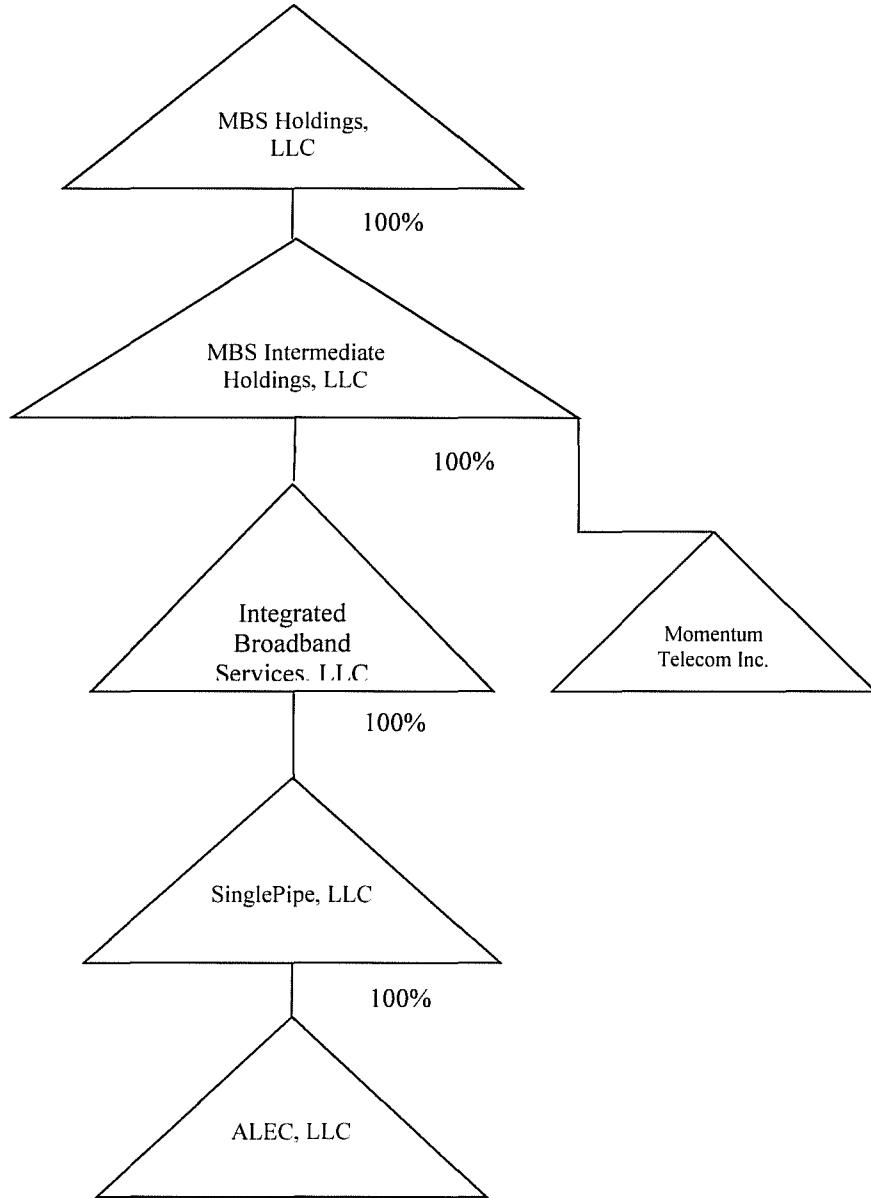 MBS Holdings,
LLC
100%
MBS Intermediate
Holdings, LLC
100%
Integrated
Broadband
Services, LLC
Momentum
Telecom Inc.
100%
SinglePipe, LLC
100%
ALEC, LLC